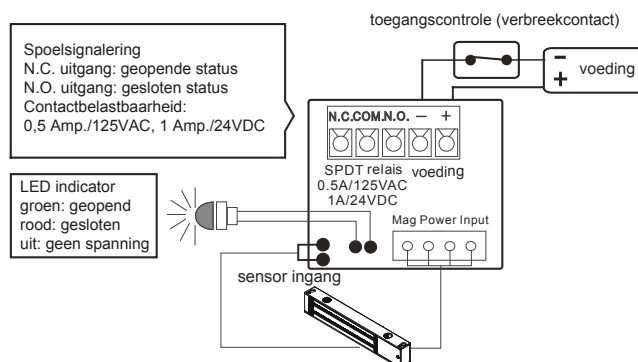 toegangscontrole (verbreekcontact)
Spoelsignalering
N.C. uitgang: geopende status
N.O. uitgang: gesloten status
Contactbelastbaarheid:
0,5 Amp./125VAC, 1 Amp./24VDC
− voeding
+
N.C. COM. N.O. − +
SPDT relais voeding
0.5A/125VAC
1A/24VDC
LED indicator
groen: geopend
rood: gesloten
uit: geen spanning
Mag Power Input
sensor ingang